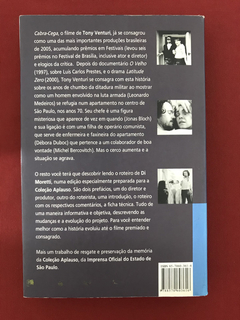 Cabra-Cega, o filme de Tony Venturi, já se consagrou
como uma das mais importantes produções brasileiras
de 2005, acumulando prêmios em Festivais (levou seis
prêmios no Festival de Brasília, inclusive ator e diretor)
e elogios da crítica. Depois do documentário O Velho
(1997), sobre Luís Carlos Prestes, e o drama Latitude
Zero (2000), Tony Venturi se consagra com esta história
sobre os anos de chumbo da ditadura militar ao mostrar
como um homem envolvido na luta armada (Leonardo
Medeiros) se refugia num apartamento no centro de
São Paulo, nos anos 70. Seu chefe é uma figura
misteriosa que aparece de vez em quando (Jonas Bloch)
e sua ligação é com uma filha de operário comunista,
que serve de enfermeira e faxineira do apartamento
(Débora Duboc) que pertence a um colaborador de boa
vontade (Michel Bercovitch). Mas o cerco aumenta e a
situação se agrava.
O resto você terá que descobrir lendo o roteiro de Di
Moretti, numa edição especialmente preparada para a
Coleção Aplauso. São dois prefácios, um do diretor e
produtor, outro do roteirista, uma introdução, o roteiro
com os respectivos comentários, a ficha técnica. Tudo de
uma maneira informativa e objetiva, descrevendo as
mudanças e a evolução do projeto. Para você entender
melhor como a história evoluiu até o filme premiado e
consagrado.
Mais um trabalho de resgate e preservação da memória
da Coleção Aplauso, da Imprensa Oficial do Estado de
São Paulo.